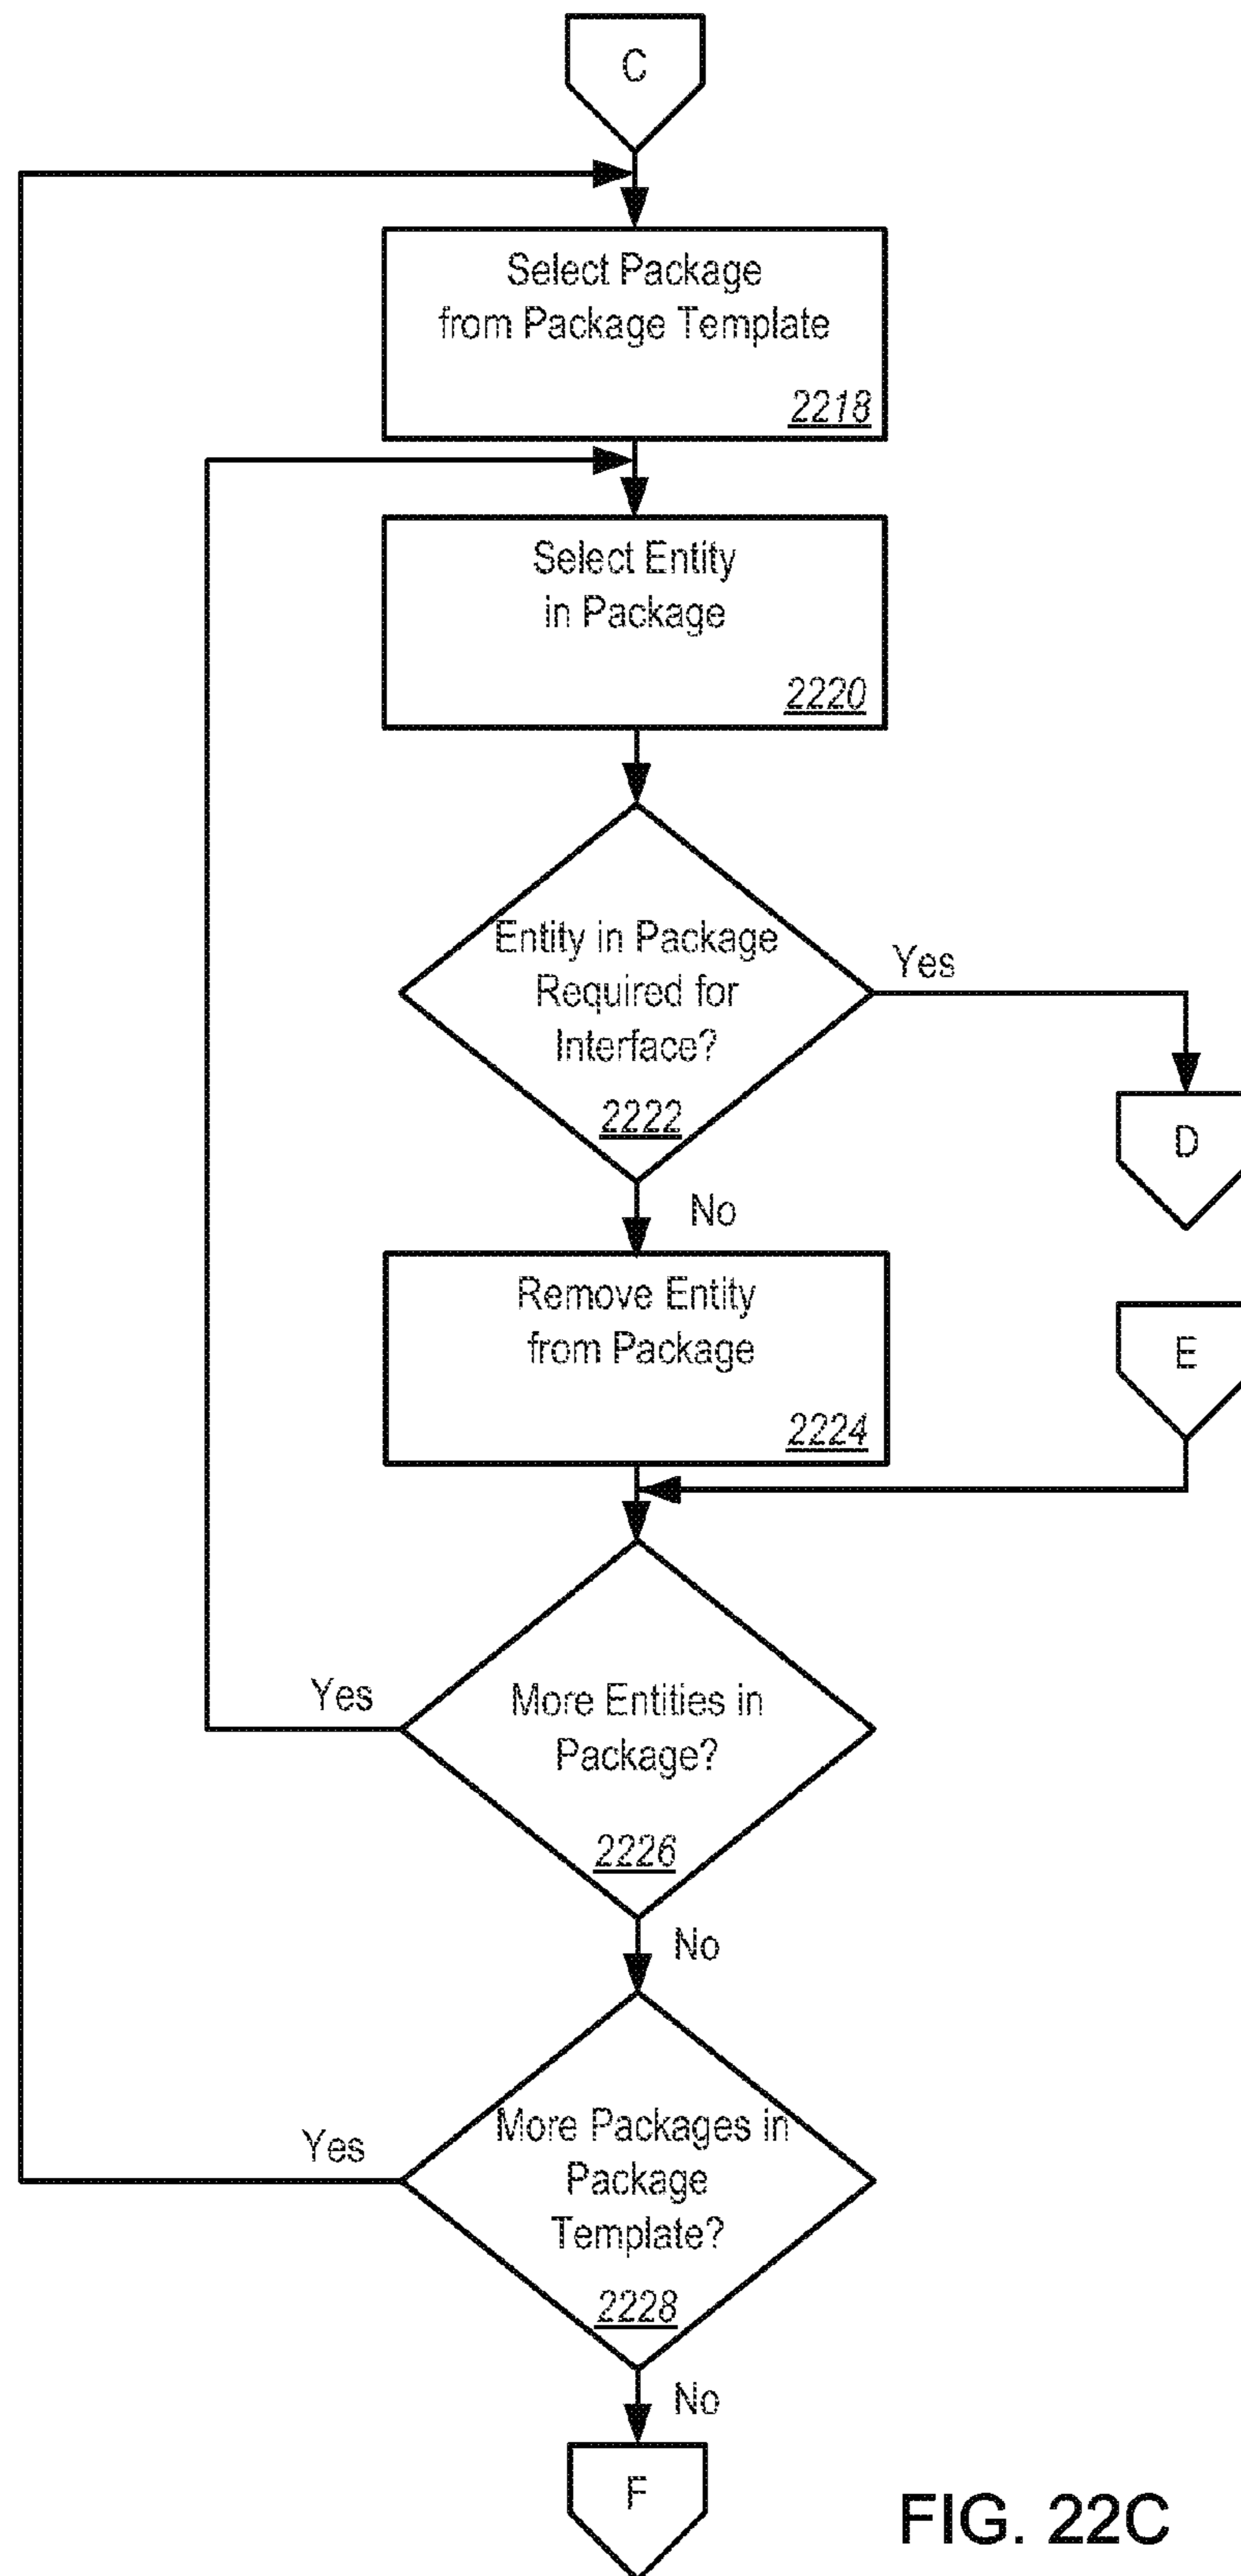 C
Select Package
from Package Template
2218
Select Entity
in Package
2220
Entity in Package
Required for
Interface?
2222
Yes
D
No
Remove Entity
from Package
2224
E
More Entities in
Package?
2226
Yes
No
More Packages in
Package
Template?
2228
Yes
No
F
FIG. 22C